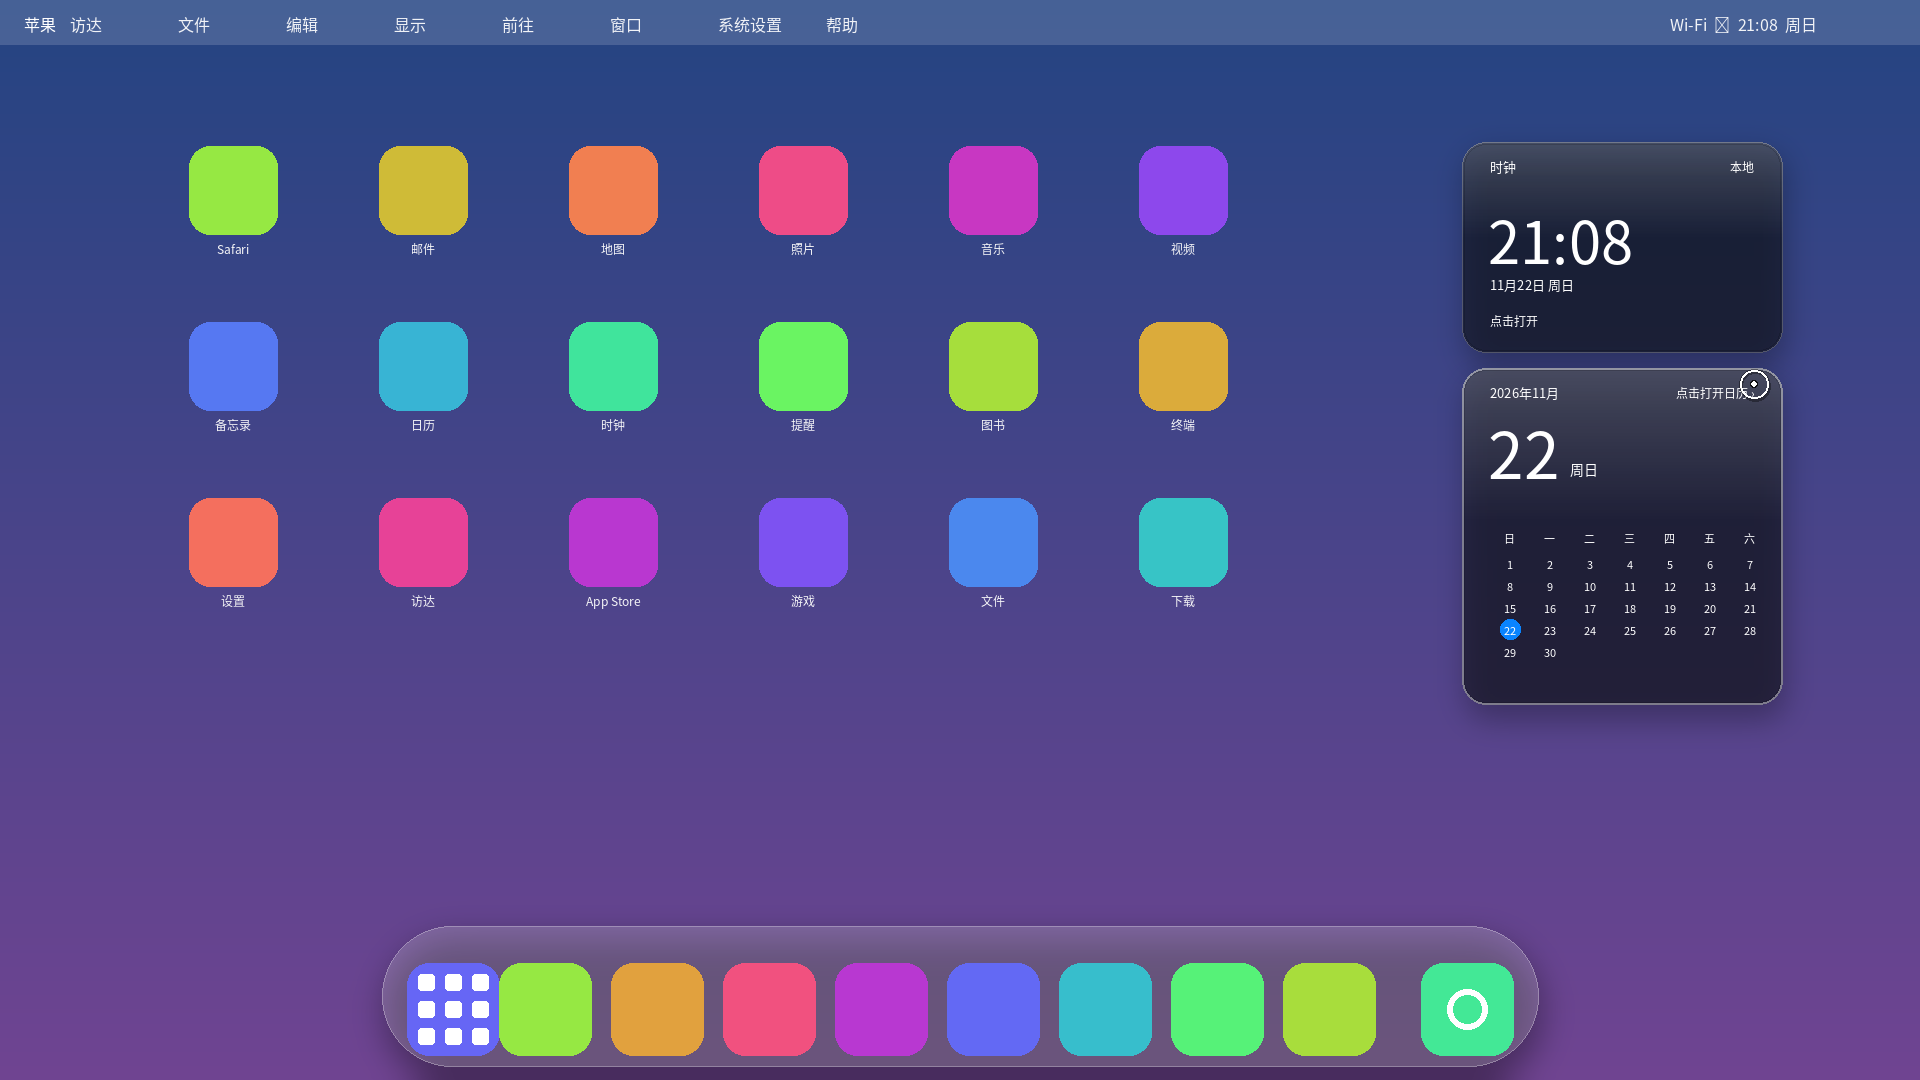 苹果 访达 文件 编辑 显示 前往 窗口 系统设置 帮助 Wi-Fi 21:08 周日
Safari 邮件 地图 照片 音乐 视频
备忘录 日历 时钟 提醒 图书 终端
设置 访达 App Store 游戏 文件 下载
时钟 本地
21:08
11月22日 周日
点击打开
2026年11月 点击打开日历
22 周日
日 一 二 三 四 五 六
1 2 3 4 5 6 7
8 9 10 11 12 13 14
15 16 17 18 19 20 21
22 23 24 25 26 27 28
29 30